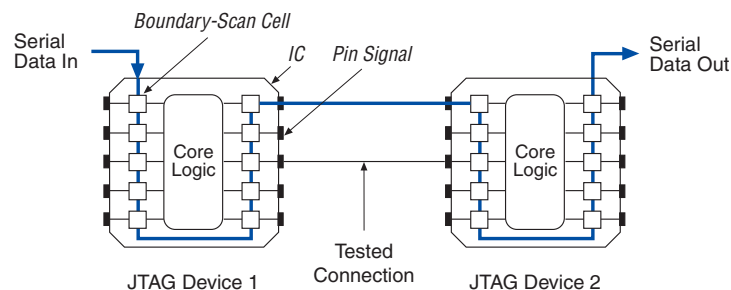 Boundary-Scan Cell
Serial
Data In
IC
Pin Signal
Serial
Data Out
Core
Logic
Core
Logic
Tested
Connection
JTAG Device 1
JTAG Device 2